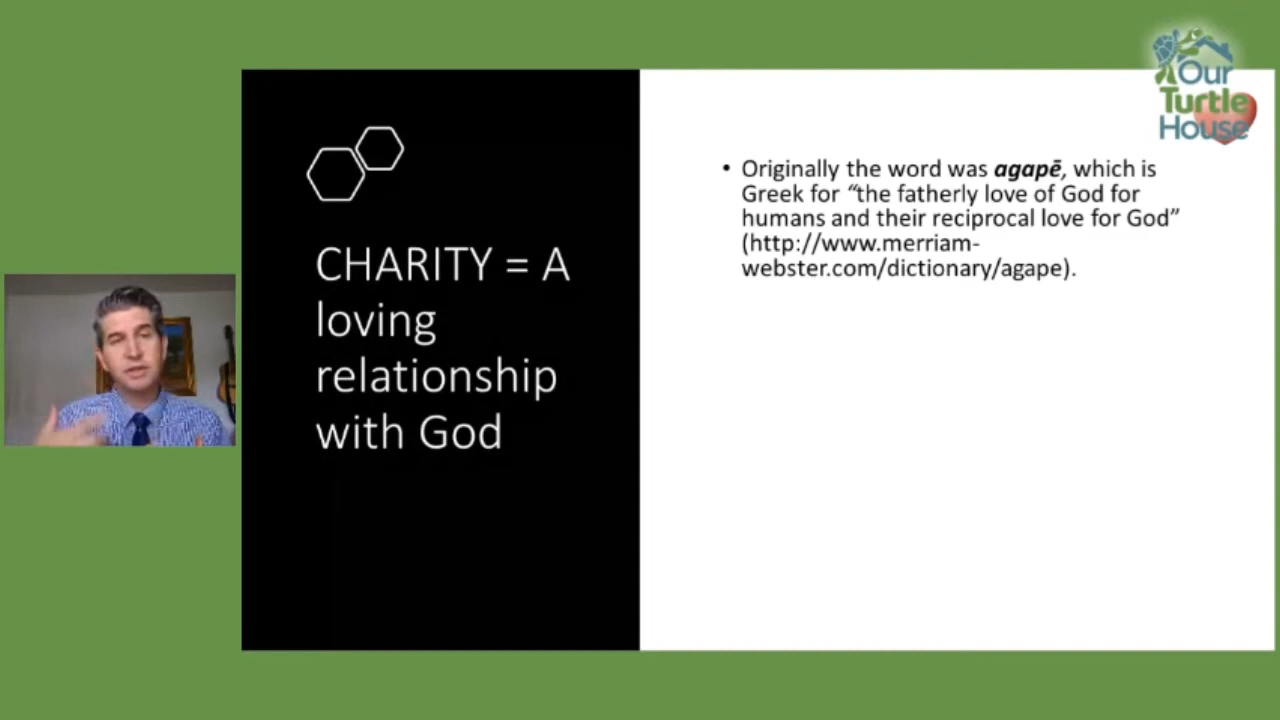 Our
Turtle
House
CHARITY = A
loving
relationship
with God
• Originally the word was agapē, which is
Greek for “the fatherly love of God for
humans and their reciprocal love for God”
(http://www.merriam-
webster.com/dictionary/agape).